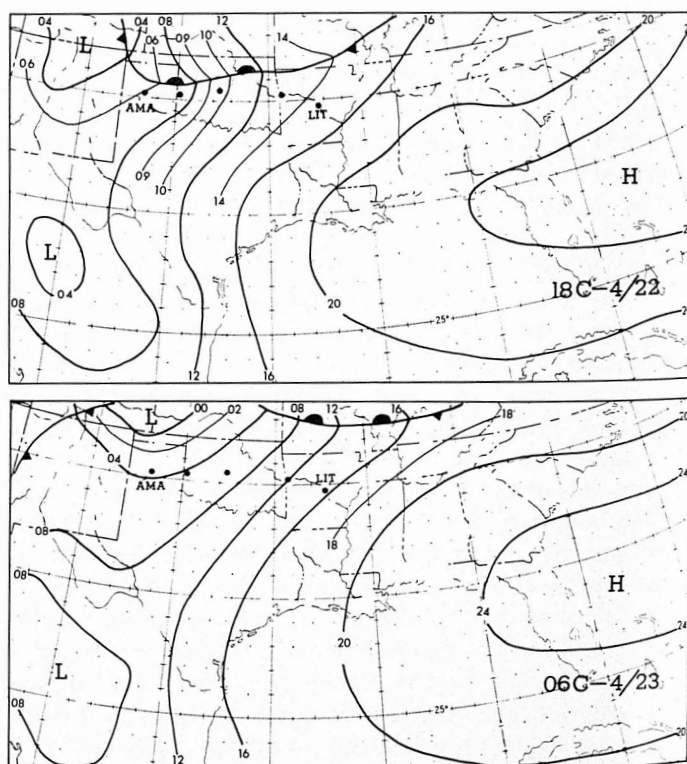 04 04 08 12 16 20
L 06 09 10 14
06
AMA LIT
09
10 14 H
L
04
08 20 18C-4/22
25°
12 16
L 00 02 08 12 16 18 20
04
AMA LIT
08 18
08
H
24
L 20 24
08 06C-4/23
25°
16 20
12